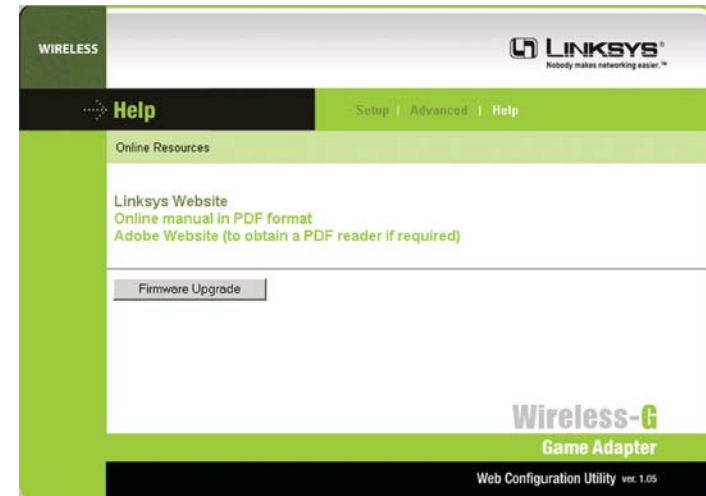 WIRELESS
LINKSYS®
Nobody makes networking easier.™
Help
Setup | Advanced | Help
Online Resources
Linksys Website
Online manual in PDF format
Adobe Website (to obtain a PDF reader if required)
Firmware Upgrade
Wireless-G
Game Adapter
Web Configuration Utility ver. 1.05